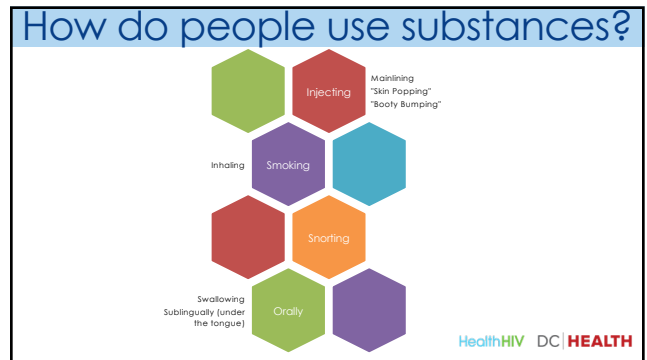 How do people use substances?
Injecting
Mainlining
"Skin Popping"
"Booty Bumping"
Inhaling
Smoking
Snorting
Swallowing
Sublingually (under
the tongue)
Orally
HealthHIV
DC HEALTH